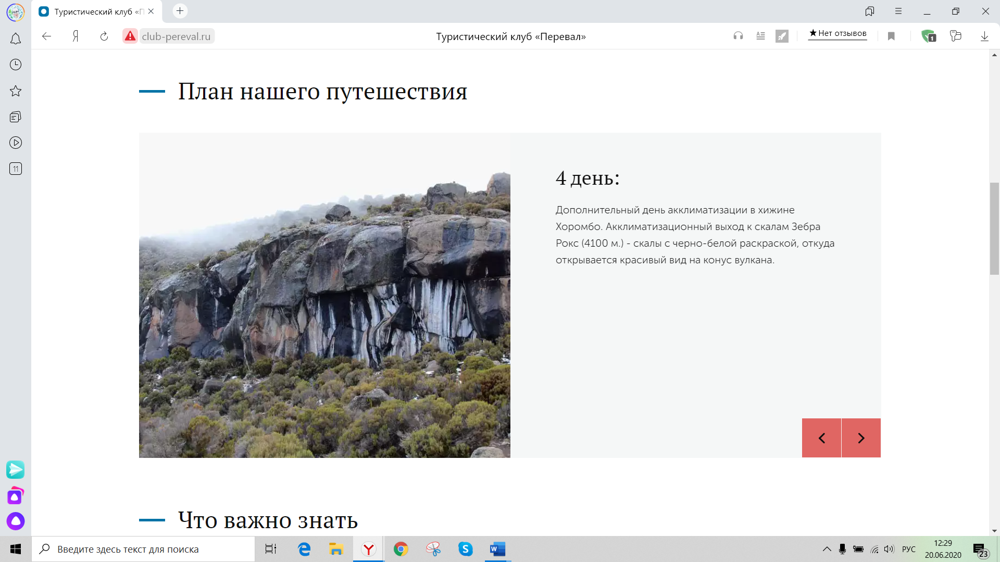 Туристический клуб «П
club-pereval.ru
Туристический клуб «Перевал»
★Нет отзывов
1
11
План нашего путешествия
4 день:
Дополнительный день акклиматизации в хижине
Хоромбо. Акклиматизационный выход к скалам Зебра
Рокс (4100 м.) - скалы с черно-белой раскраской, откуда
открывается красивый вид на конус вулкана.
Что важно знать
Введите здесь текст для поиска
РУС
12:29
20.06.2020
23